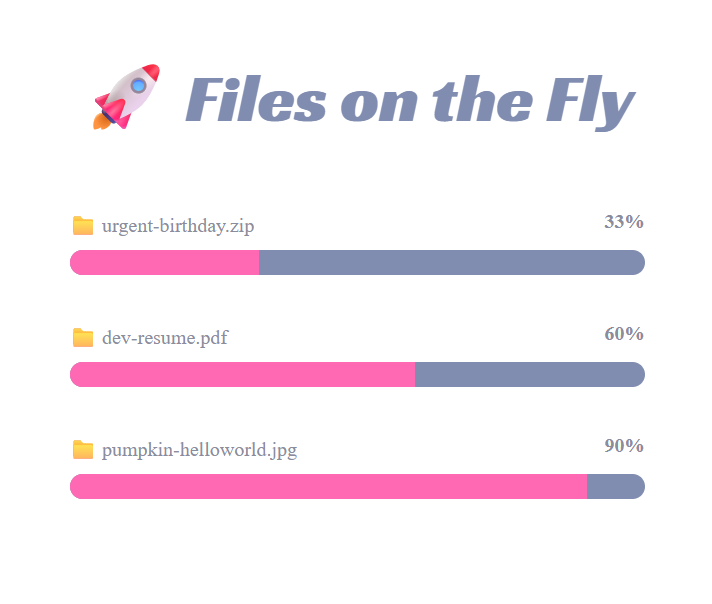 Files on the Fly
urgent-birthday.zip 33%
dev-resume.pdf 60%
pumpkin-helloworld.jpg 90%